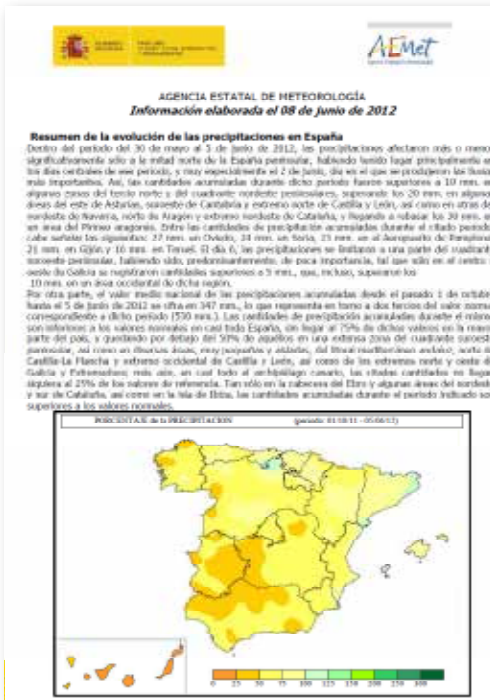 AEMet
AGENCIA ESTATAL DE METEOROLOGÍA
Información elaborada el 08 de junio de 2012
Resumen de la evolución de las precipitaciones en España
Dentro del periodo del 30 de mayo al 5 de junio de 2012, las precipitaciones afectaron más o menos
significativamente sólo a la mitad norte de la España peninsular, habiendo tenido lugar principalmente en
los días centrales de ese periodo, y muy especialmente el 2 de junio, día en el que se produjeron las lluvias
más importantes. Así, las cantidades acumuladas durante dicho periodo fueron superiores a 10 mm. en
algunas zonas del tercio norte y del cuadrante nordeste peninsulares, superando los 20 mm. en algunas
áreas del este de Asturias, suroeste de Cantabria y extremo norte de Castilla y León, así como en otras del
nordeste de Navarra, norte de Aragón y extremo nordeste de Cataluña, y llegando a rebasar los 30 mm. en
un área del Pirineo aragonés. Entre las cantidades de precipitación acumuladas durante el citado periodo
cabe señalar las siguientes: 27 mm. en Oviedo, 24 mm. en Soria, 23 mm. en el Aeropuerto de Pamplona,
21 mm. en Gijón y 16 mm. en Teruel. El día 6, las precipitaciones se limitaron a una parte del cuadrante
noroeste peninsular, habiendo sido, predominantemente, de poca importancia, tal que sólo en el centro y
oeste de Galicia se registraron cantidades superiores a 5 mm., que, incluso, superaron los
10 mm. en un área occidental de dicha región.
Por otra parte, el valor medio nacional de las precipitaciones acumuladas desde el pasado 1 de octubre
hasta el 5 de junio de 2012 se cifra en 347 mm., lo que representa en torno a dos tercios del valor normal
correspondiente a dicho periodo (530 mm.). Las cantidades de precipitación acumuladas durante el mismo
son inferiores a los valores normales en casi toda España, sin llegar al 75% de dichos valores en la mayor
parte del país, y quedando por debajo del 50% de aquéllos en una extensa zona del cuadrante suroeste
peninsular, así como en diversas áreas, muy pequeñas y aisladas, del litoral mediterráneo andaluz, norte de
Castilla-La Mancha y extremo occidental de Castilla y León, así como de los extremos norte y oeste de
Galicia y Extremadura; más aún, en casi todo el archipiélago canario, las citadas cantidades no llegan
siquiera al 25% de los valores de referencia. Tan sólo en la cabecera del Ebro y algunas áreas del nordeste
y sur de Cataluña, así como en la isla de Ibiza, las cantidades acumuladas durante el periodo indicado son
superiores a los valores normales.
PORCENTAJE de la PRECIPITACION (periodo: 01/10/11 - 05/06/12)
0 25 50 75 100 125 150 200 250 300